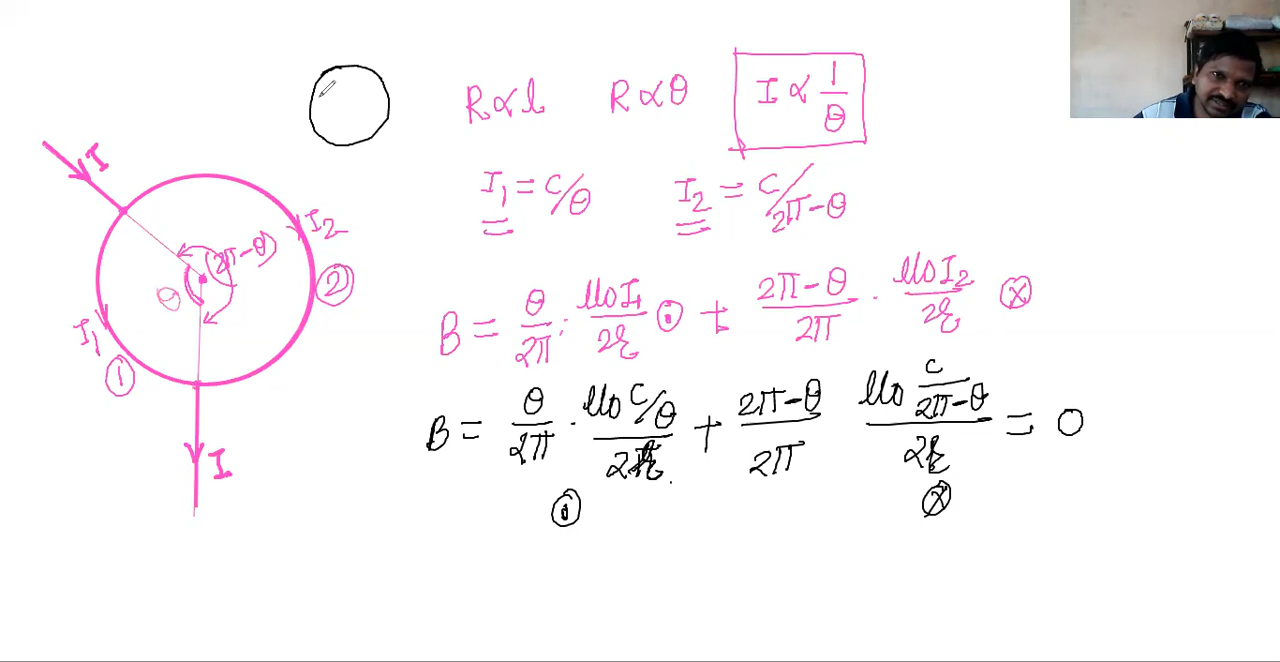 R ∝ l R ∝ θ I ∝ 1/θ
I₁ = c/θ I₂ = c/2π-θ
B = θ/2π · μ₀I₁/2r ⊙ + 2π-θ/2π · μ₀I₂/2r ⊗
B = θ/2π · μ₀ c/θ / 2r + 2π-θ/2π μ₀ c/2π-θ / 2r = 0
⊙ ⊗
I
I₂
2π-θ
θ
②
I₁
①
I